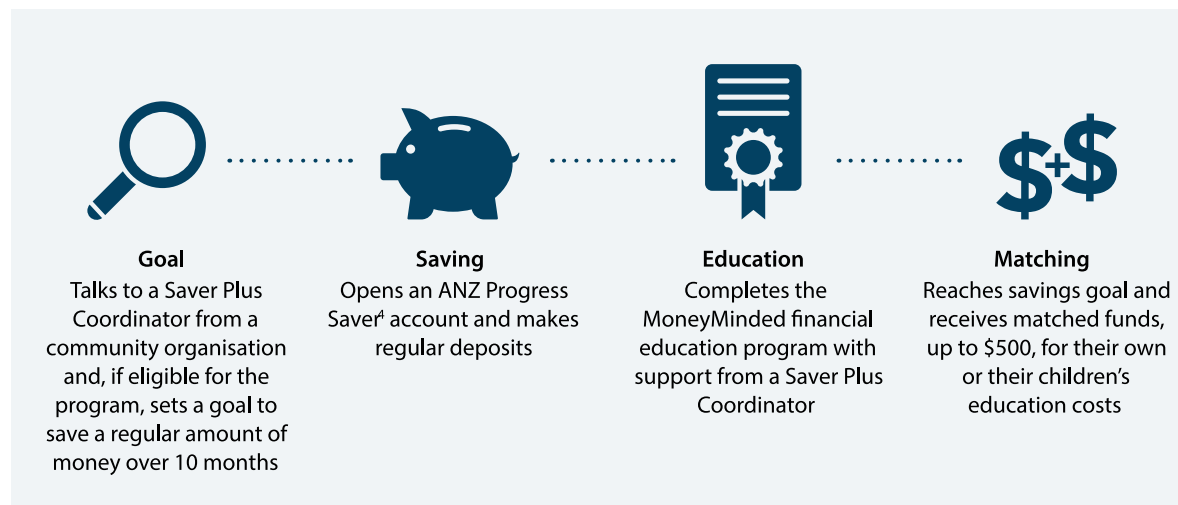 $+$
Goal
Talks to a Saver Plus
Coordinator from a
community organisation
and, if eligible for the
program, sets a goal to
save a regular amount of
money over 10 months
Saving
Opens an ANZ Progress
Saver⁴ account and makes
regular deposits
Education
Completes the
MoneyMinded financial
education program with
support from a Saver Plus
Coordinator
Matching
Reaches savings goal and
receives matched funds,
up to $500, for their own
or their children’s
education costs